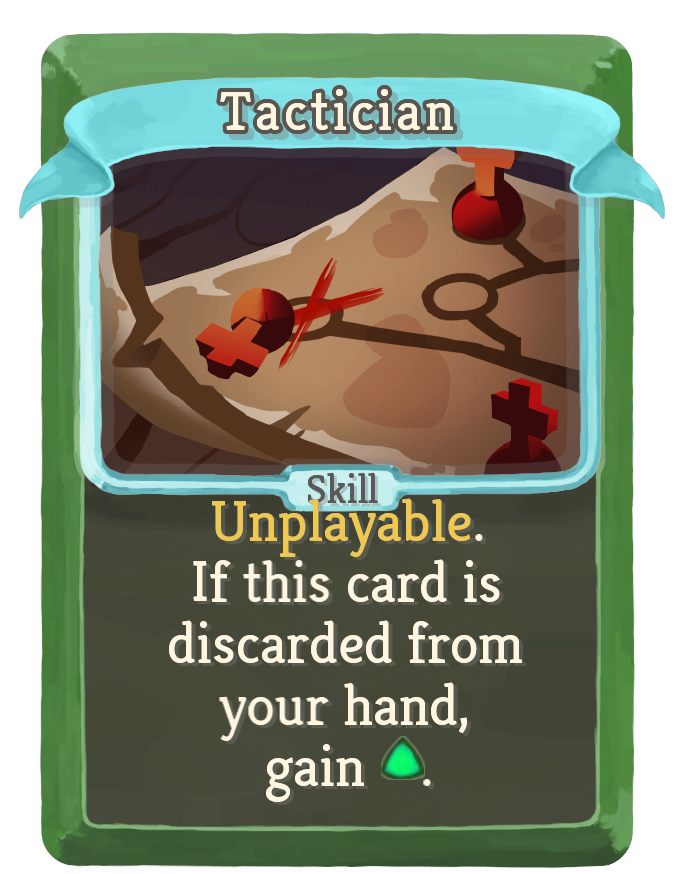 Tactician
Skill
Unplayable.
If this card is
discarded from
your hand,
gain .